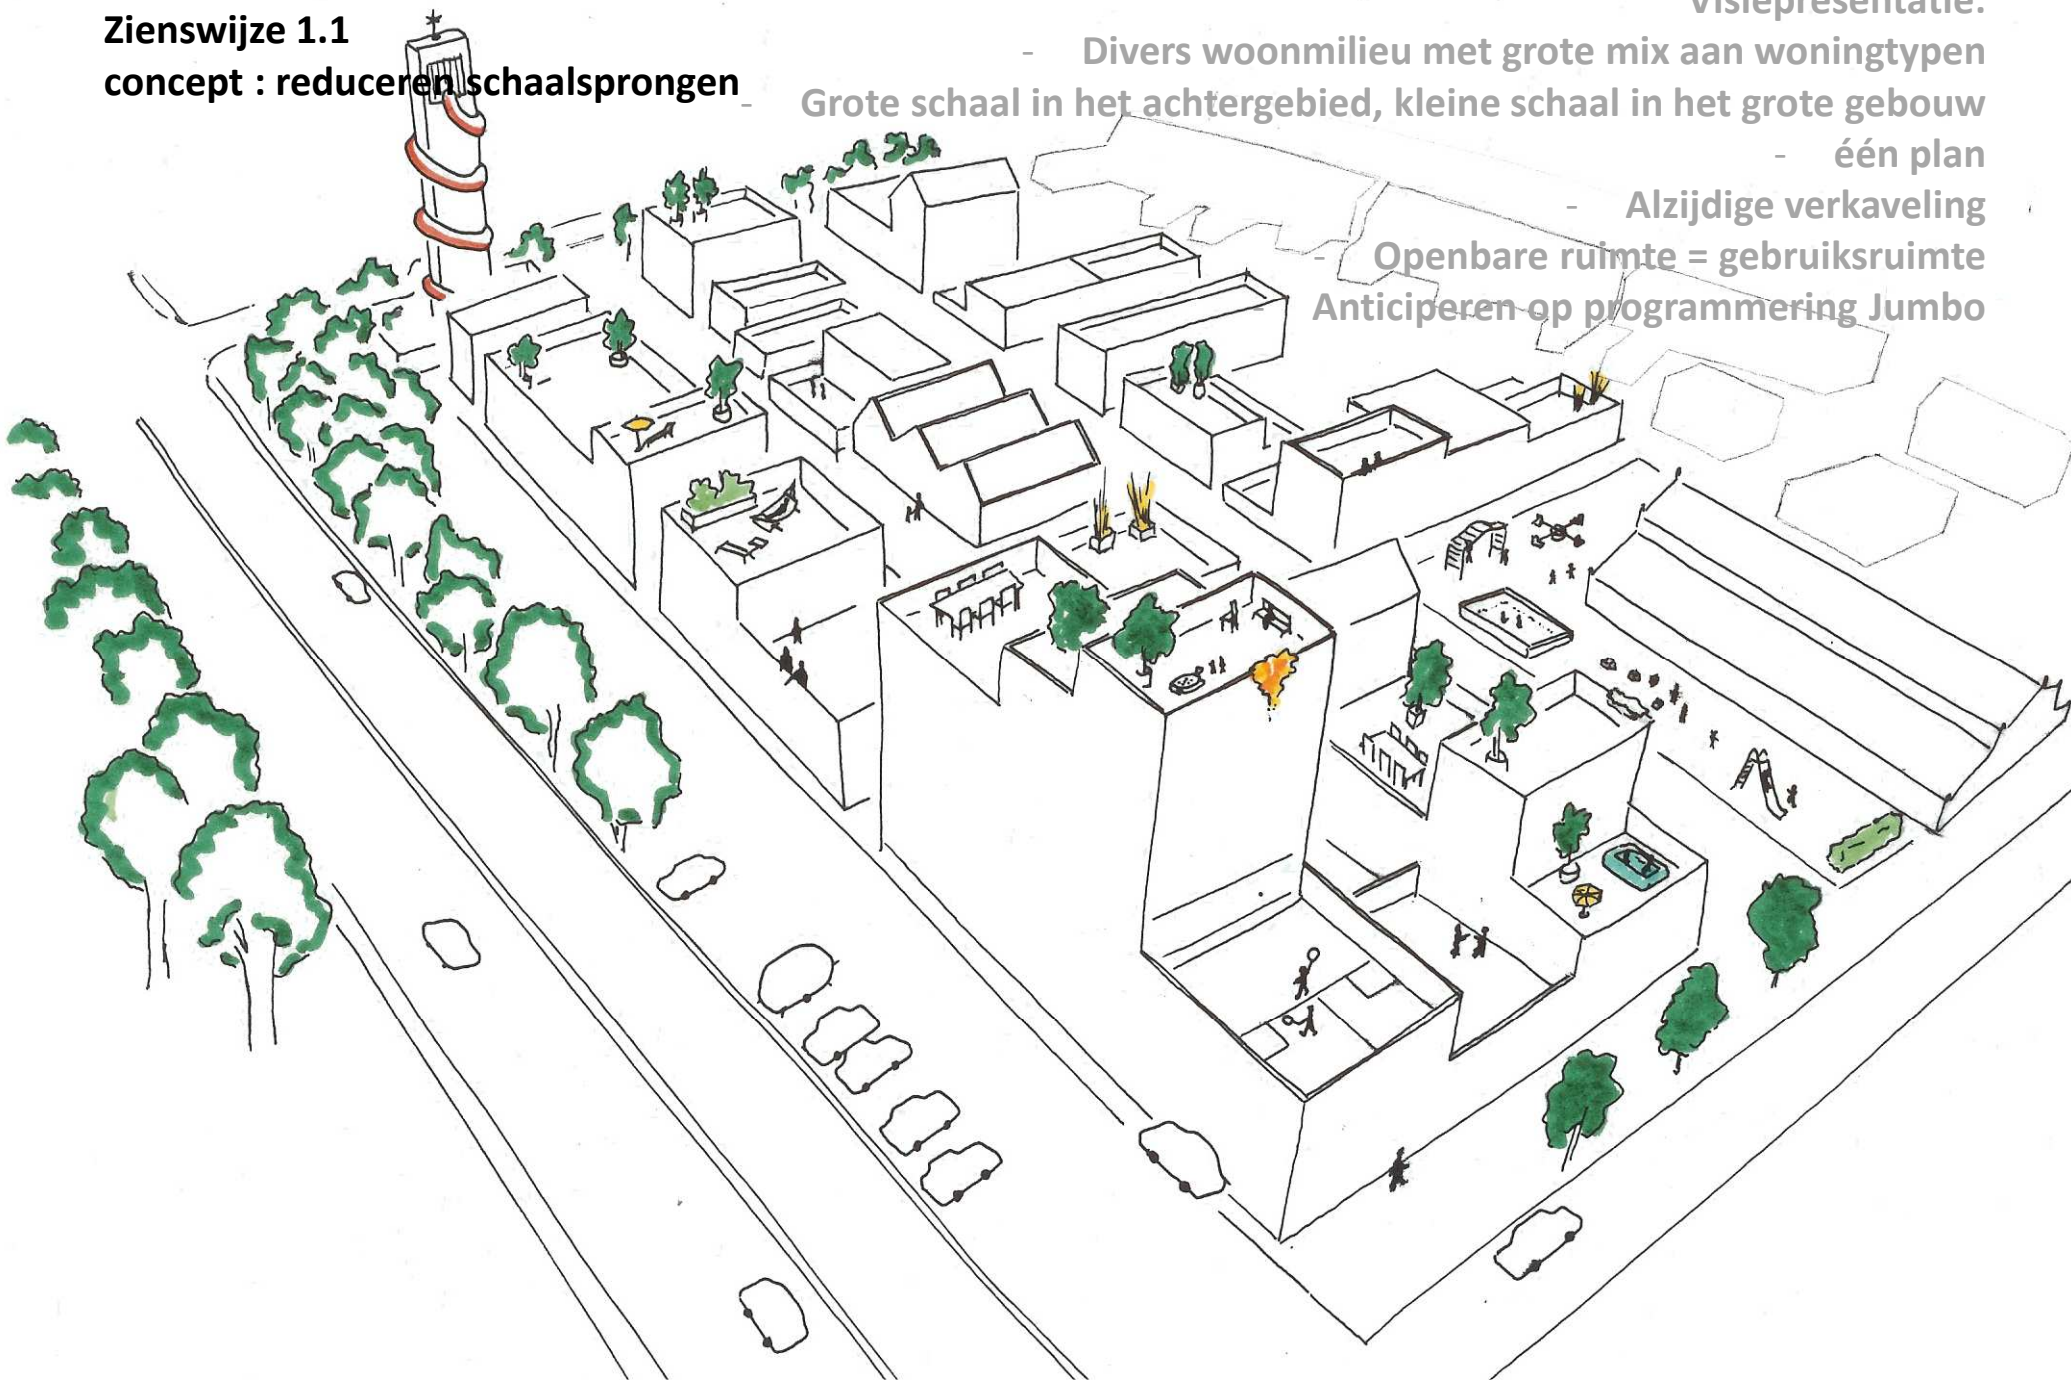 Zienswijze 1.1
concept : reduceren schaalsprongen
Visiepresentatie:
- Divers woonmilieu met grote mix aan woningtypen
- Grote schaal in het achtergebied, kleine schaal in het grote gebouw
- één plan
- Alzijdige verkaveling
- Openbare ruimte = gebruiksruimte
- Anticiperen op programmering Jumbo